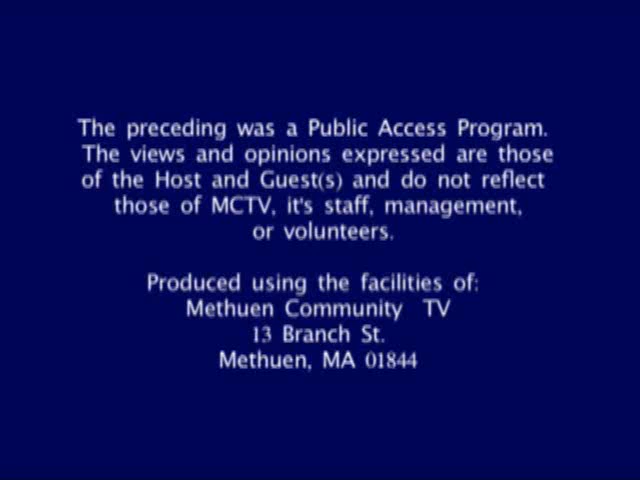 The preceding was a Public Access Program.
The views and opinions expressed are those
of the Host and Guest(s) and do not reflect
those of MCTV, it's staff, management,
or volunteers.
Produced using the facilities of:
Methuen Community TV
13 Branch St.
Methuen, MA 01844